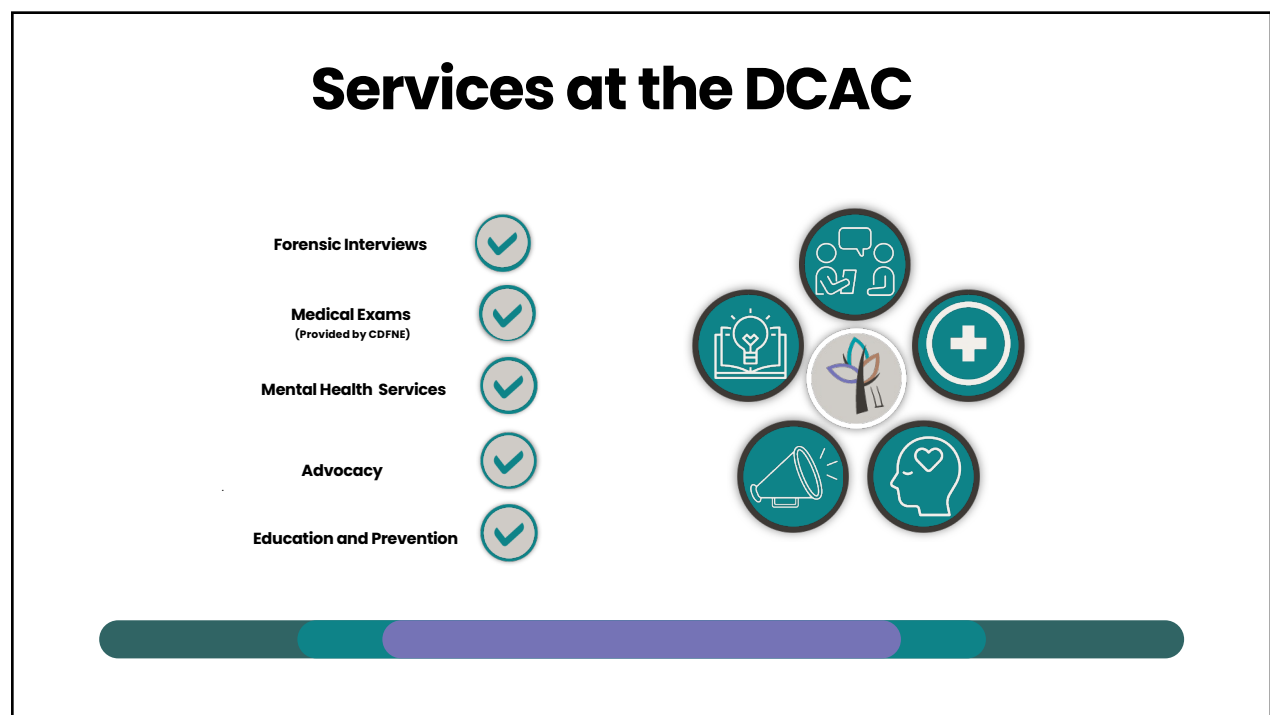 Services at the DCAC
Forensic Interviews
Medical Exams
(Provided by CDFNE)
Mental Health  Services
Advocacy
.
Education and Prevention